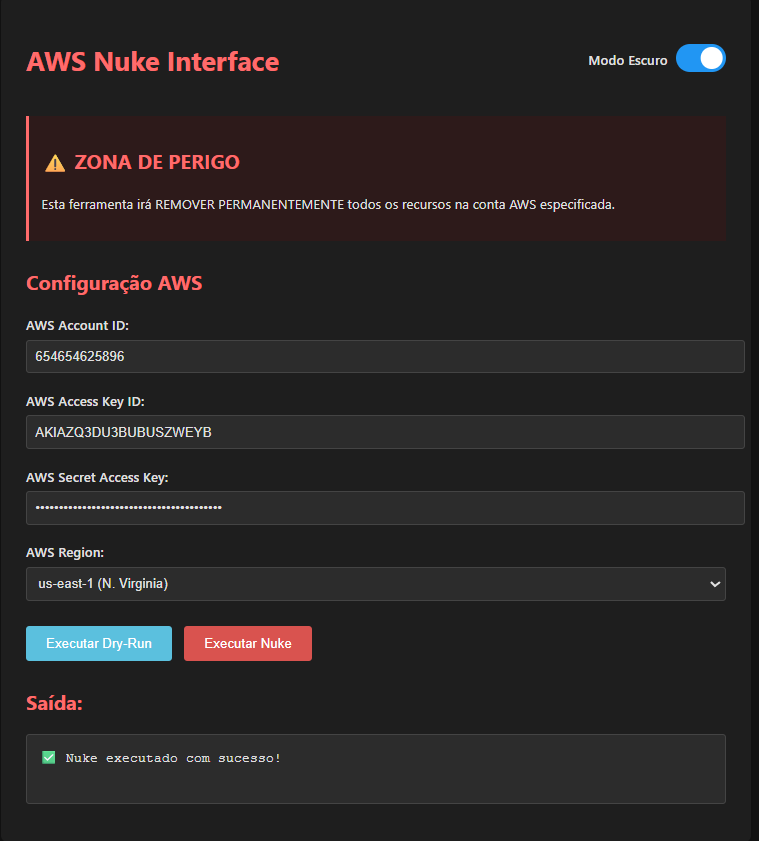 AWS Nuke Interface
Modo Escuro
⚠️ ZONA DE PERIGO
Esta ferramenta irá REMOVER PERMANENTEMENTE todos os recursos na conta AWS especificada.
Configuração AWS
AWS Account ID:
654654625896
AWS Access Key ID:
AKIAZQ3DU3BUBUSZWEYB
AWS Secret Access Key:
••••••••••••••••••••••••••••••••••••••••
AWS Region:
us-east-1 (N. Virginia)
Executar Dry-Run
Executar Nuke
Saída:
✅ Nuke executado com sucesso!